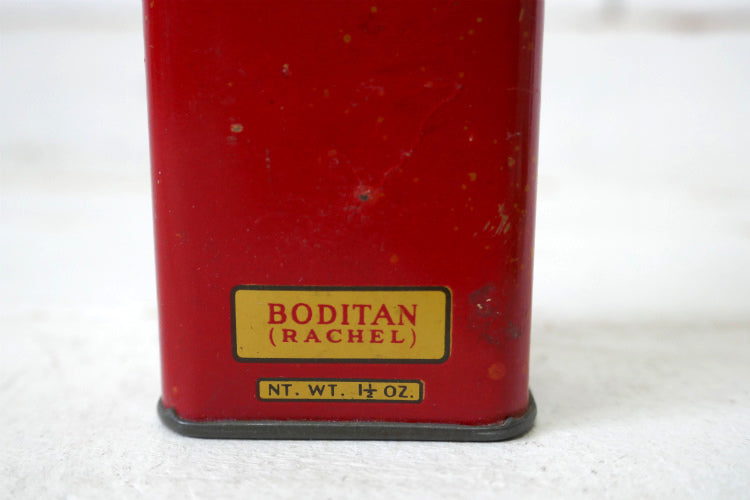 BODITAN
(RACHEL)
NT. WT. 1½ OZ.